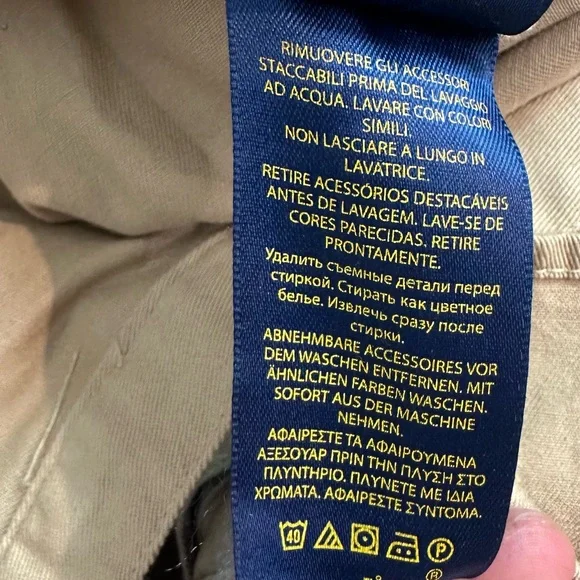 RIMUOVERE GLI ACCESSORI
STACCABILI PRIMA DEL LAVAGGIO
AD ACQUA. LAVARE CON COLORI
SIMILI.
NON LASCIARE A LUNGO IN
LAVATRICE.
RETIRE ACESSÓRIOS DESTACÁVEIS
ANTES DE LAVAGEM. LAVE-SE DE
CORES PARECIDAS. RETIRE
PRONTAMENTE.
Удалить съемные детали перед
стиркой. Стирать как цветное
белье. Извлечь сразу после
стирки.
ABNEHMBARE ACCESSOIRES VOR
DEM WASCHEN ENTFERNEN. MIT
ÄHNLICHEN FARBEN WASCHEN.
SOFORT AUS DER MASCHINE
NEHMEN.
ΑΦΑΙΡΕΣΤΕ ΤΑ ΑΦΑΙΡΟΥΜΕΝΑ
ΑΞΕΣΟΥΑΡ ΠΡΙΝ ΤΗΝ ΠΛΥΣΗ ΣΤΟ
ΠΛΥΝΤΗΡΙΟ. ΠΛΥΝΕΤΕ ΜΕ ΙΔΙΑ
ΧΡΩΜΑΤΑ. ΑΦΑΙΡΕΣΤΕ ΣΥΝΤΟΜΑ.
40 P
®